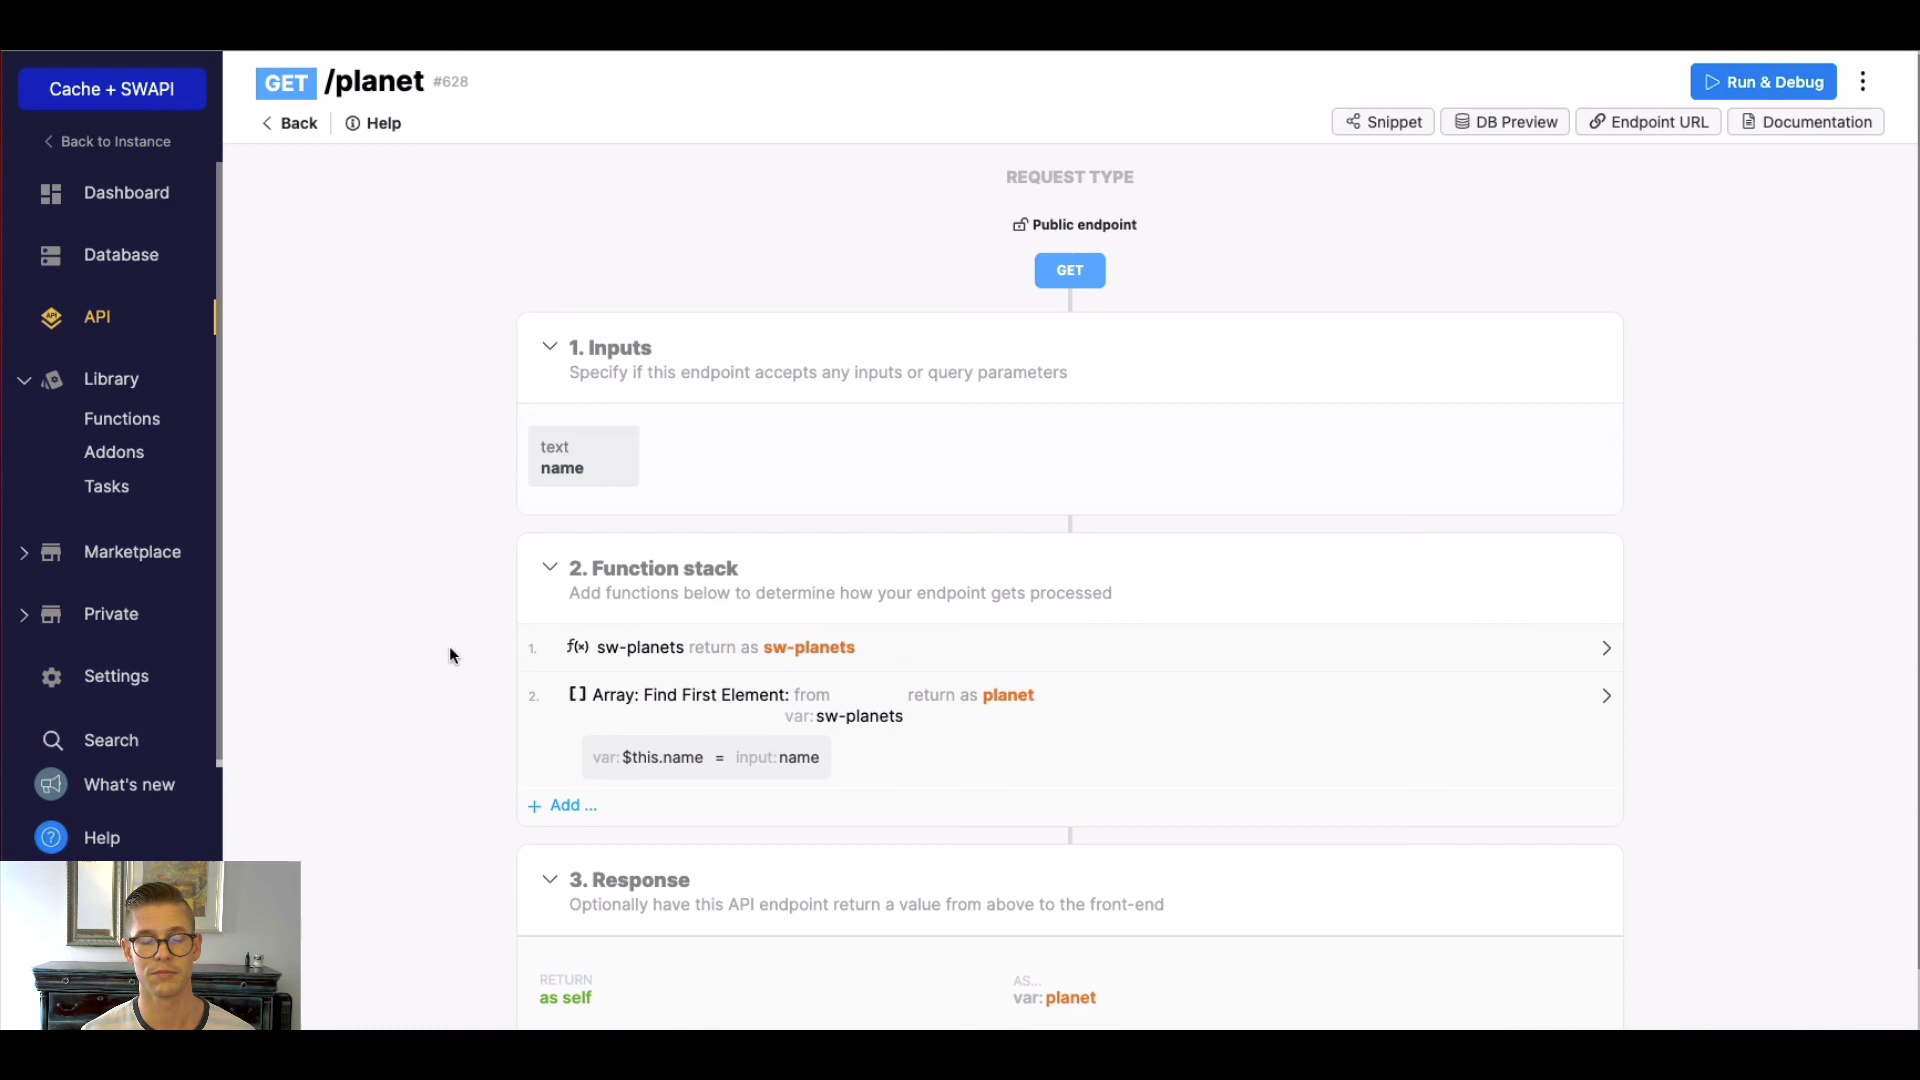 Cache + SWAPI
Back to Instance
Dashboard
Database
API
API
Library
Functions
Addons
Tasks
Marketplace
Private
Settings
Search
What's new
? Help
GET /planet #628
Back
Help
Run & Debug
Snippet
DB Preview
Endpoint URL
Documentation
REQUEST TYPE
Public endpoint
GET
1. Inputs
Specify if this endpoint accepts any inputs or query parameters
text
name
2. Function stack
Add functions below to determine how your endpoint gets processed
1. f(x) sw-planets return as sw-planets
2. [] Array: Find First Element: from return as planet
var: sw-planets
var: $this.name = input: name
+ Add ...
3. Response
Optionally have this API endpoint return a value from above to the front-end
RETURN
as self
AS...
var: planet